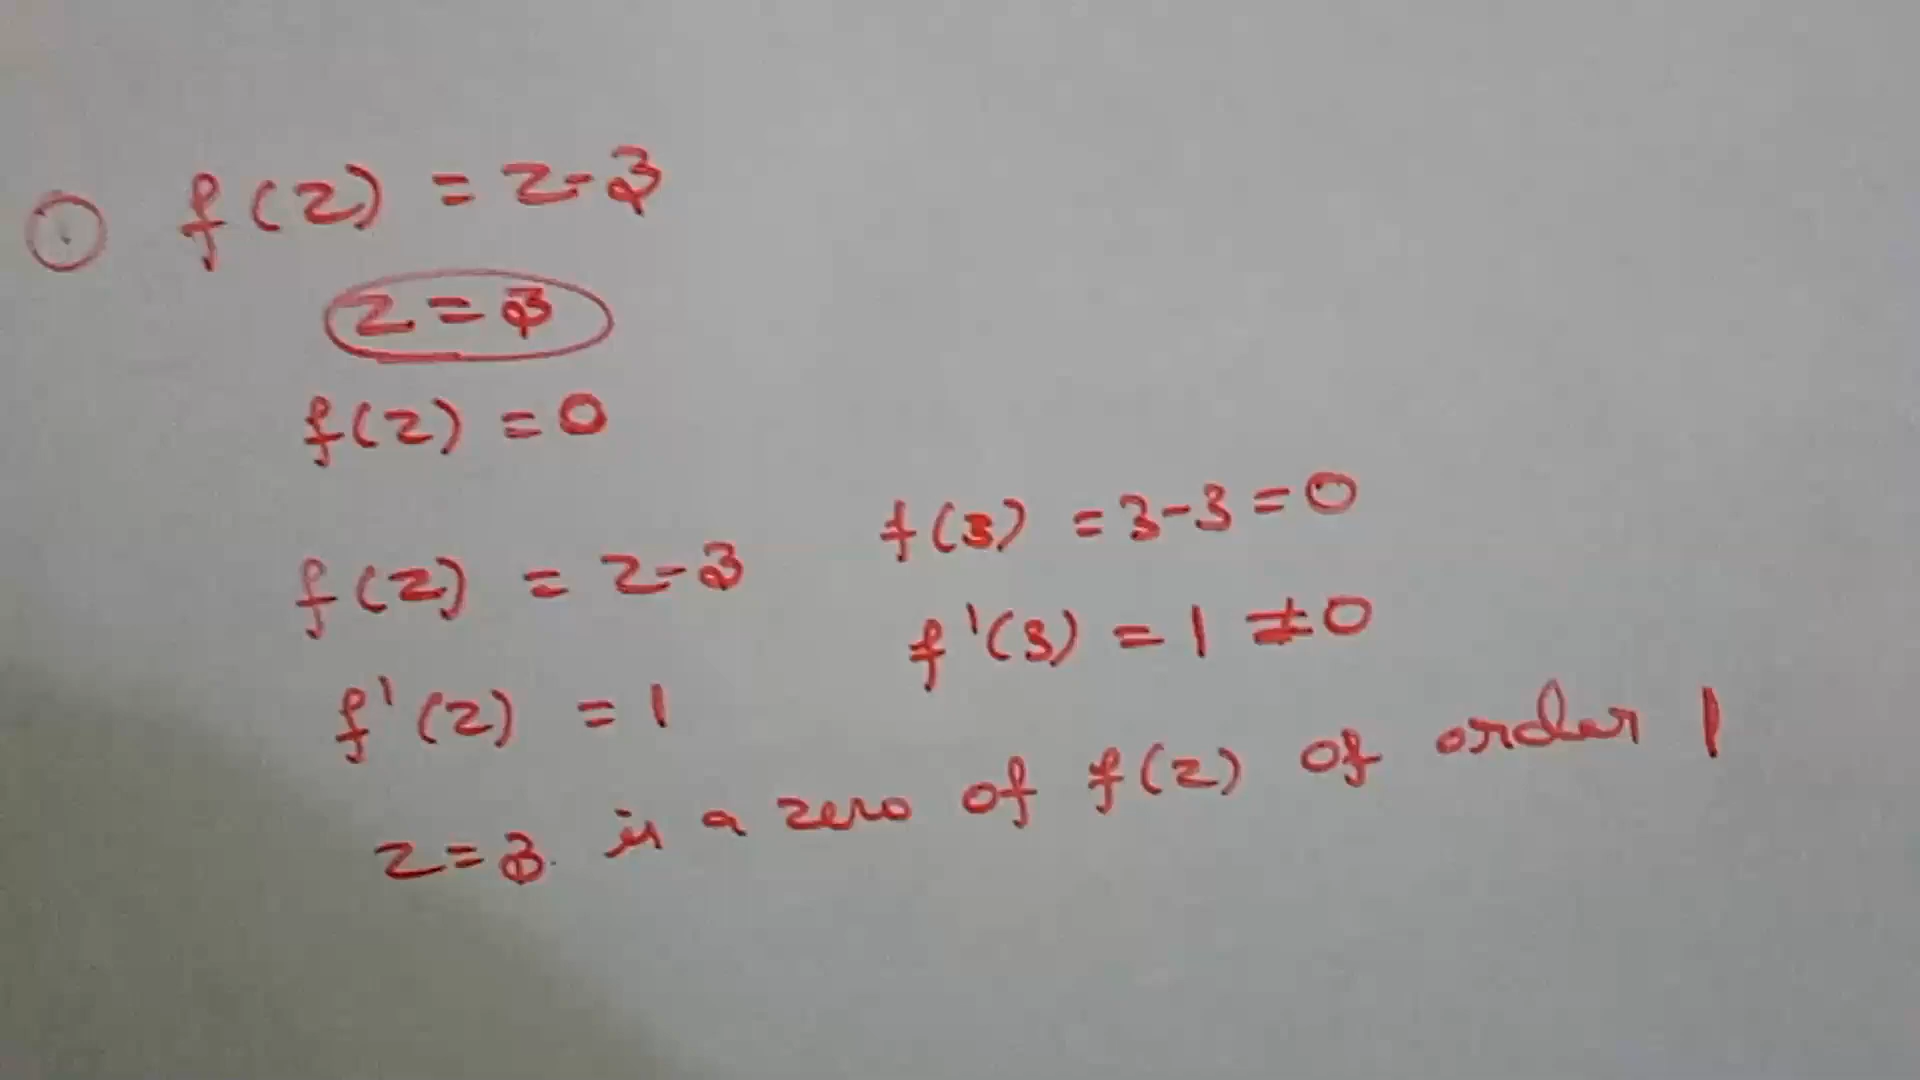 f(z) = z-3
z=3
f(z) = 0
f(z) = z-3
f(3) = 3-3 = 0
f'(z) = 1
f'(3) = 1 ≠ 0
z=3. is a zero of f(z) of order 1